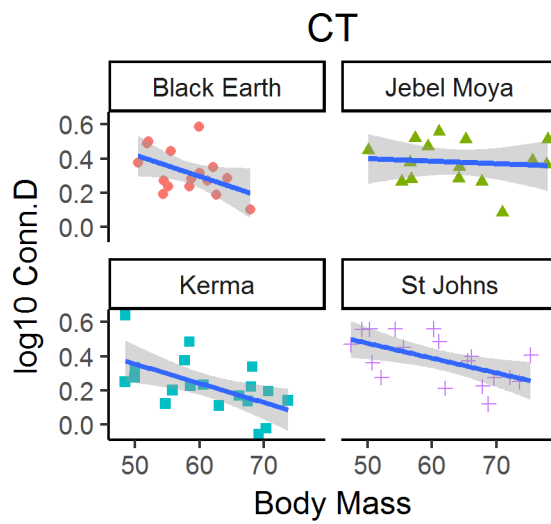 CT
Black Earth
Jebel Moya
0.6
0.4
0.2
0.0
Kerma
St Johns
0.6
0.4
0.2
0.0
50 60 70
50 60 70
log10 Conn.D
Body Mass